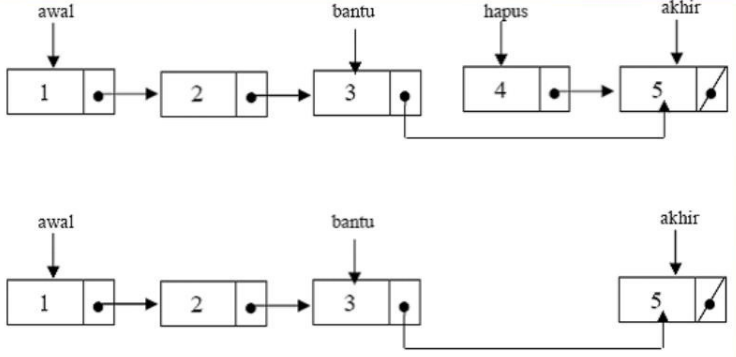 awal bantu hapus akhir
1 2 3 4 5
awal bantu akhir
1 2 3 5